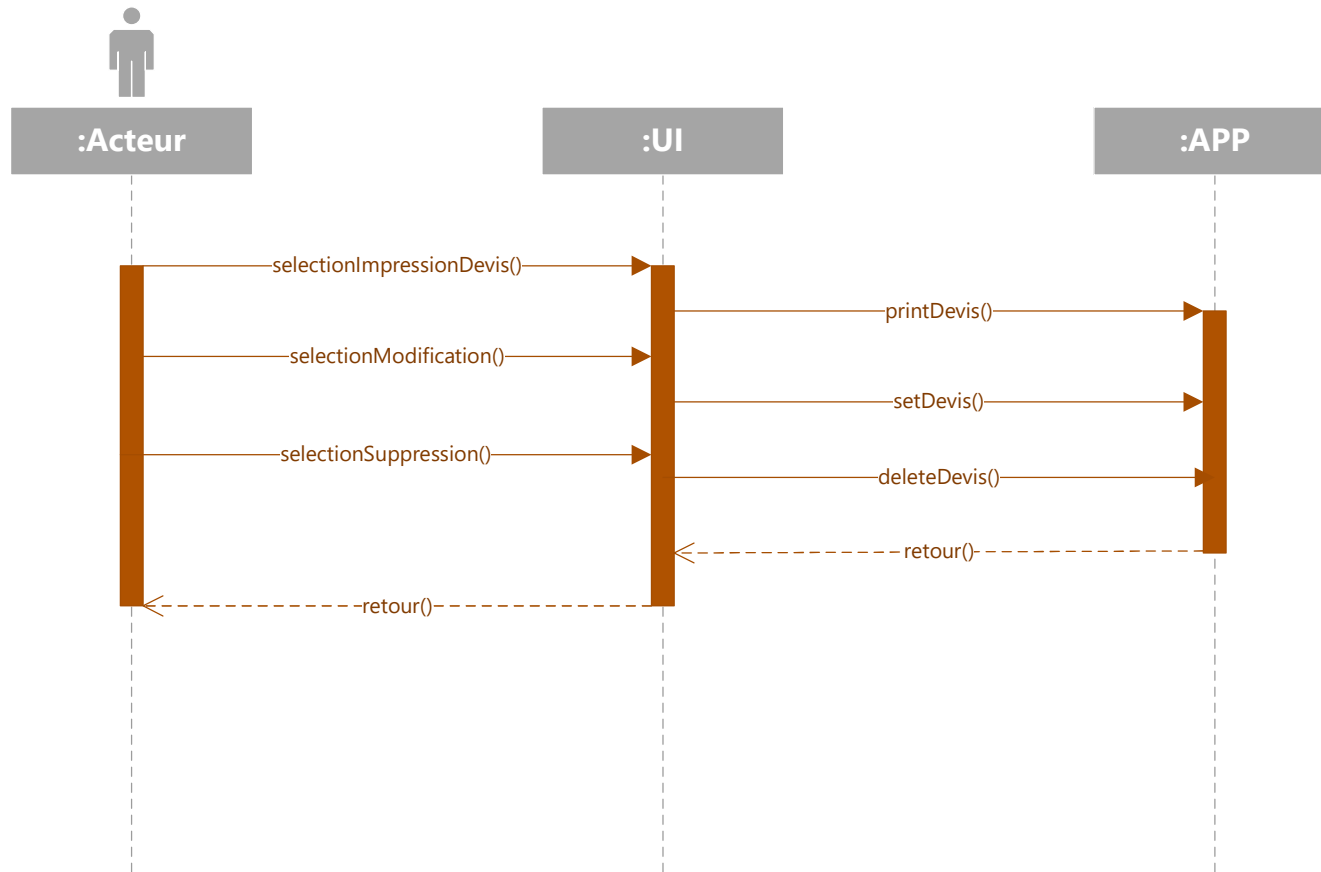 :Acteur
:UI
:APP
selectionImpressionDevis()
printDevis()
selectionModification()
setDevis()
selectionSuppression()
deleteDevis()
retour()
retour()